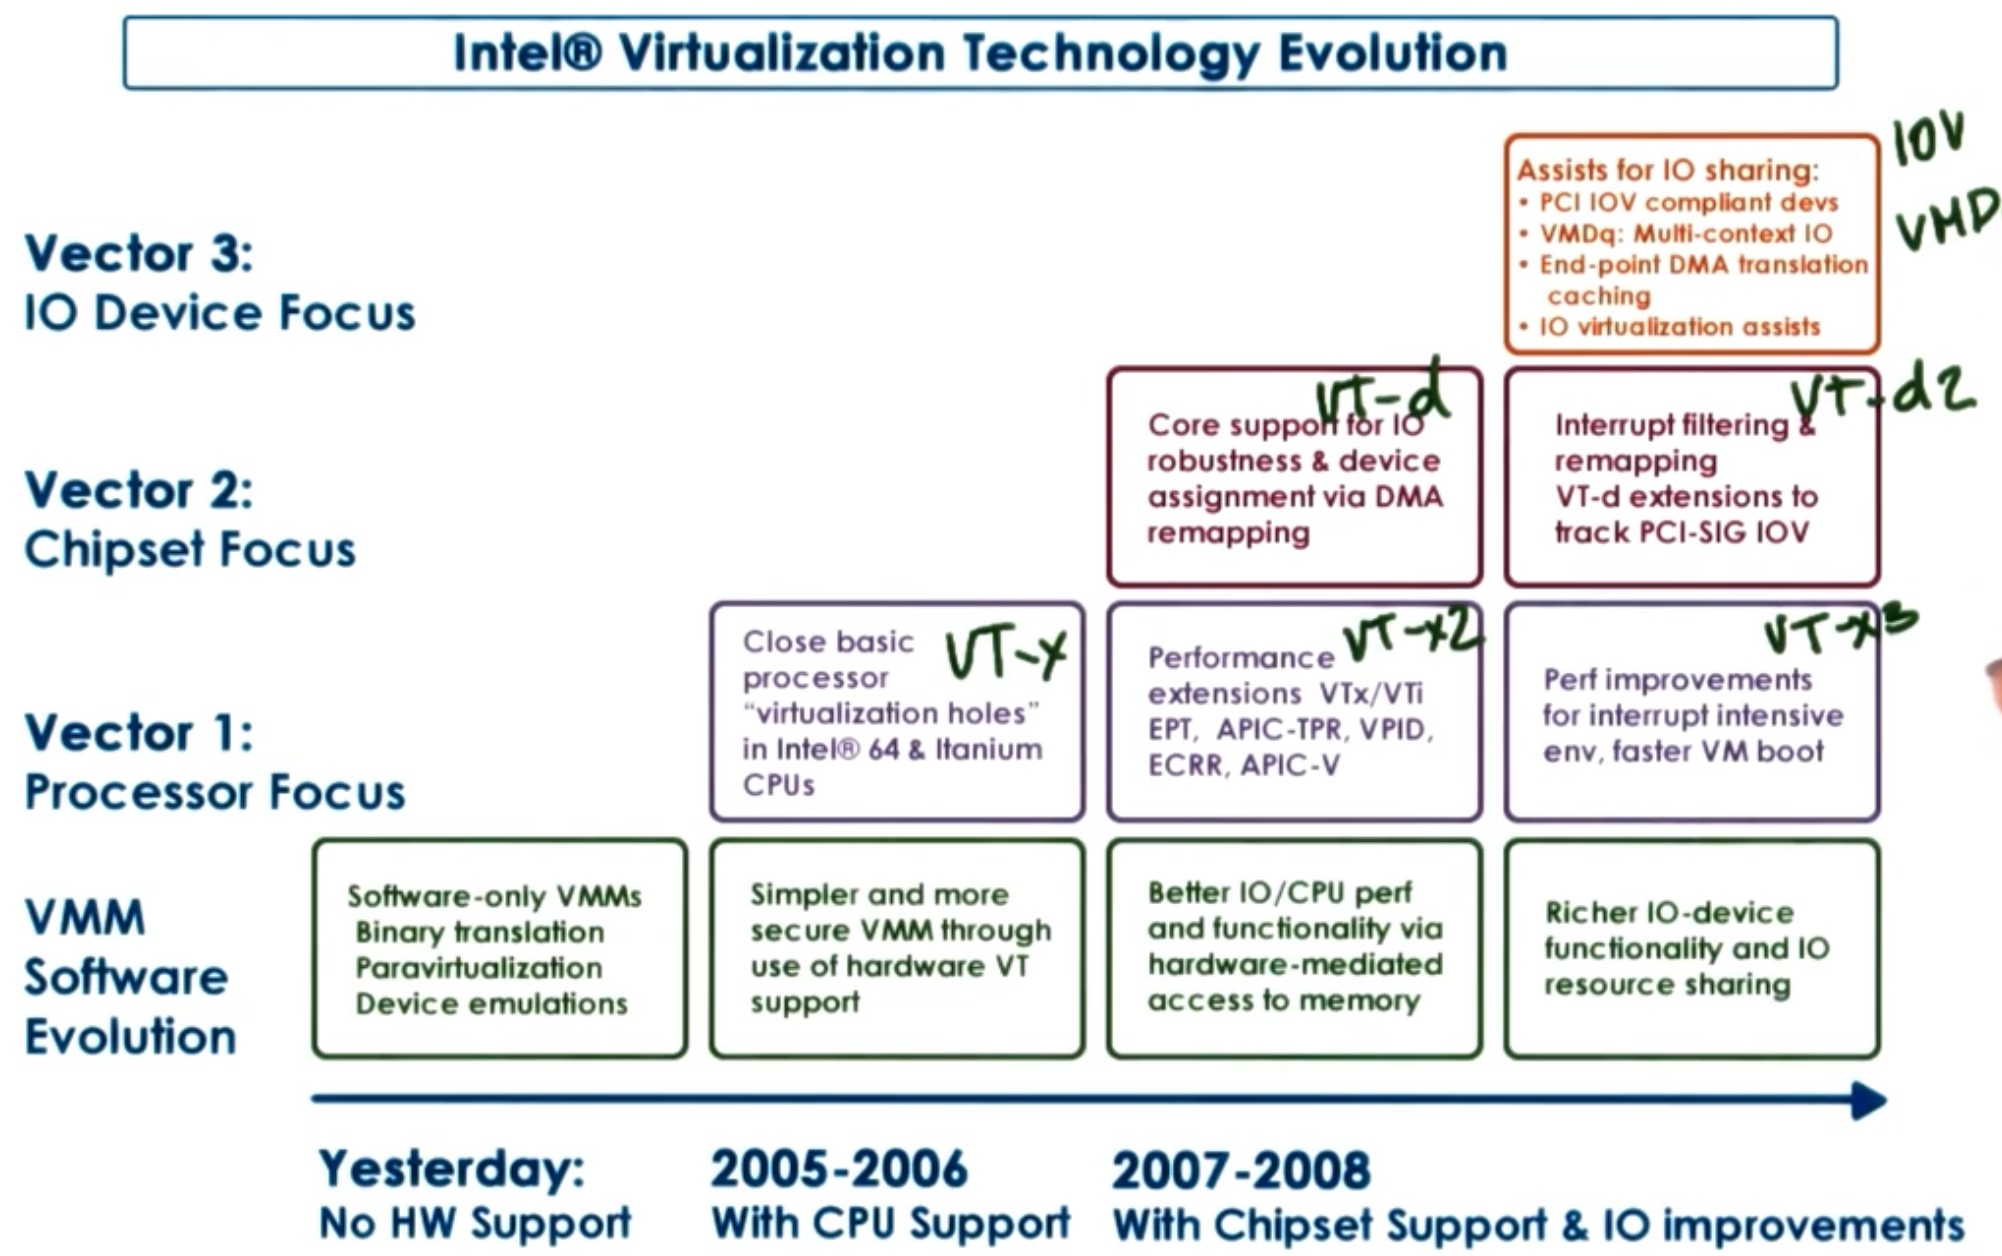 Intel® Virtualization Technology Evolution
IOV
VMD
Assists for IO sharing:
• PCI IOV compliant devs
• VMDq: Multi-context IO
• End-point DMA translation
caching
• IO virtualization assists
Vector 3:
IO Device Focus
VT-d
Core support for IO
robustness & device
assignment via DMA
remapping
VT-d2
Interrupt filtering &
remapping
VT-d extensions to
track PCI-SIG IOV
Vector 2:
Chipset Focus
VT-x
Close basic
processor
“virtualization holes”
in Intel® 64 & Itanium
CPUs
VT-x2
Performance
extensions VTx/VTi
EPT, APIC-TPR, VPID,
ECRR, APIC-V
VT-x3
Perf improvements
for interrupt intensive
env, faster VM boot
Vector 1:
Processor Focus
VMM
Software
Evolution
Software-only VMMs
Binary translation
Paravirtualization
Device emulations
Simpler and more
secure VMM through
use of hardware VT
support
Better IO/CPU perf
and functionality via
hardware-mediated
access to memory
Richer IO-device
functionality and IO
resource sharing
Yesterday:
No HW Support
2005-2006
With CPU Support
2007-2008
With Chipset Support & IO improvements